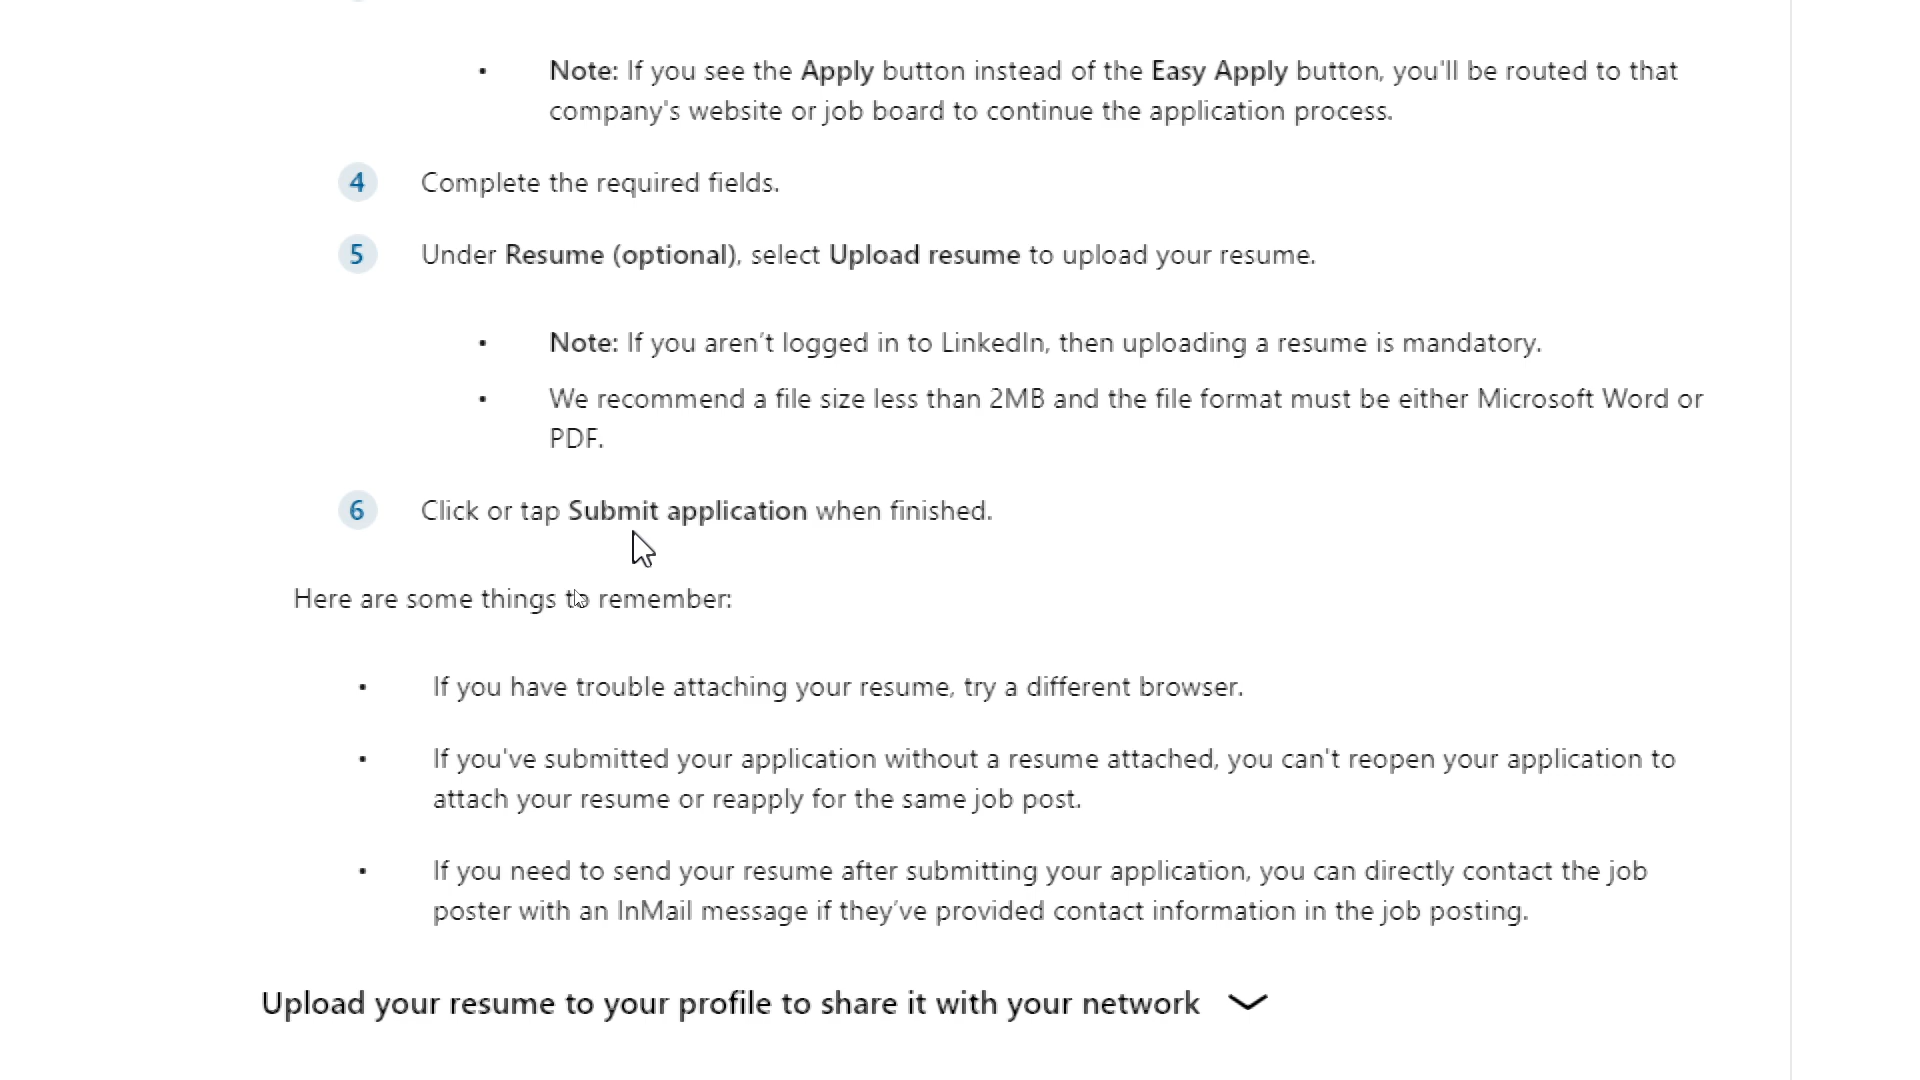 Note: If you see the Apply button instead of the Easy Apply button, you'll be routed to that
company's website or job board to continue the application process.
4 Complete the required fields.
5 Under Resume (optional), select Upload resume to upload your resume.
Note: If you aren’t logged in to LinkedIn, then uploading a resume is mandatory.
We recommend a file size less than 2MB and the file format must be either Microsoft Word or
PDF.
6 Click or tap Submit application when finished.
Here are some things to remember:
If you have trouble attaching your resume, try a different browser.
If you've submitted your application without a resume attached, you can't reopen your application to
attach your resume or reapply for the same job post.
If you need to send your resume after submitting your application, you can directly contact the job
poster with an InMail message if they’ve provided contact information in the job posting.
Upload your resume to your profile to share it with your network